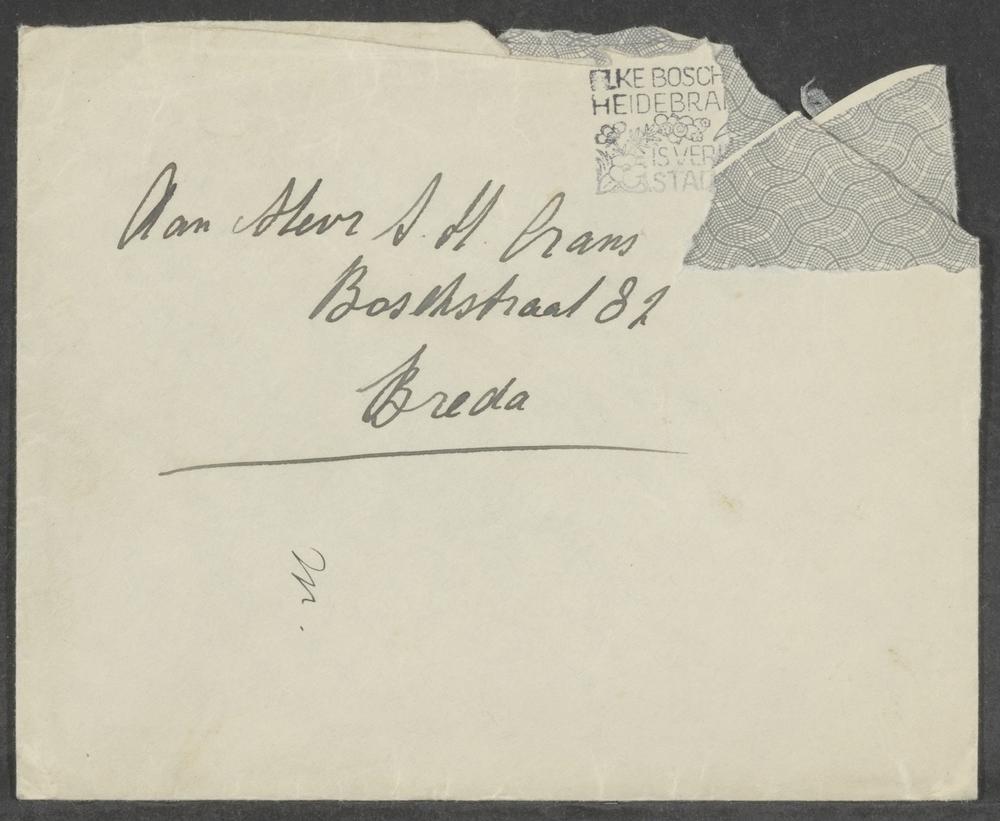 ELKE BOSCH
HEIDEBRA
IS VER
STAD
Aan Mevr S. H Crans
Boschstraat 82
Breda
M.